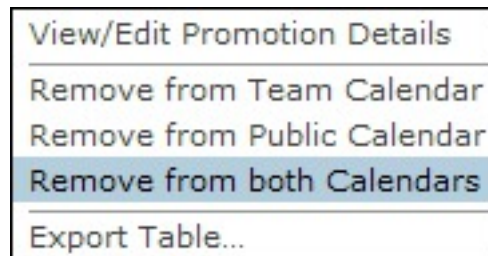 View/Edit Promotion Details
Remove from Team Calendar
Remove from Public Calendar
Remove from both Calendars
Export Table...